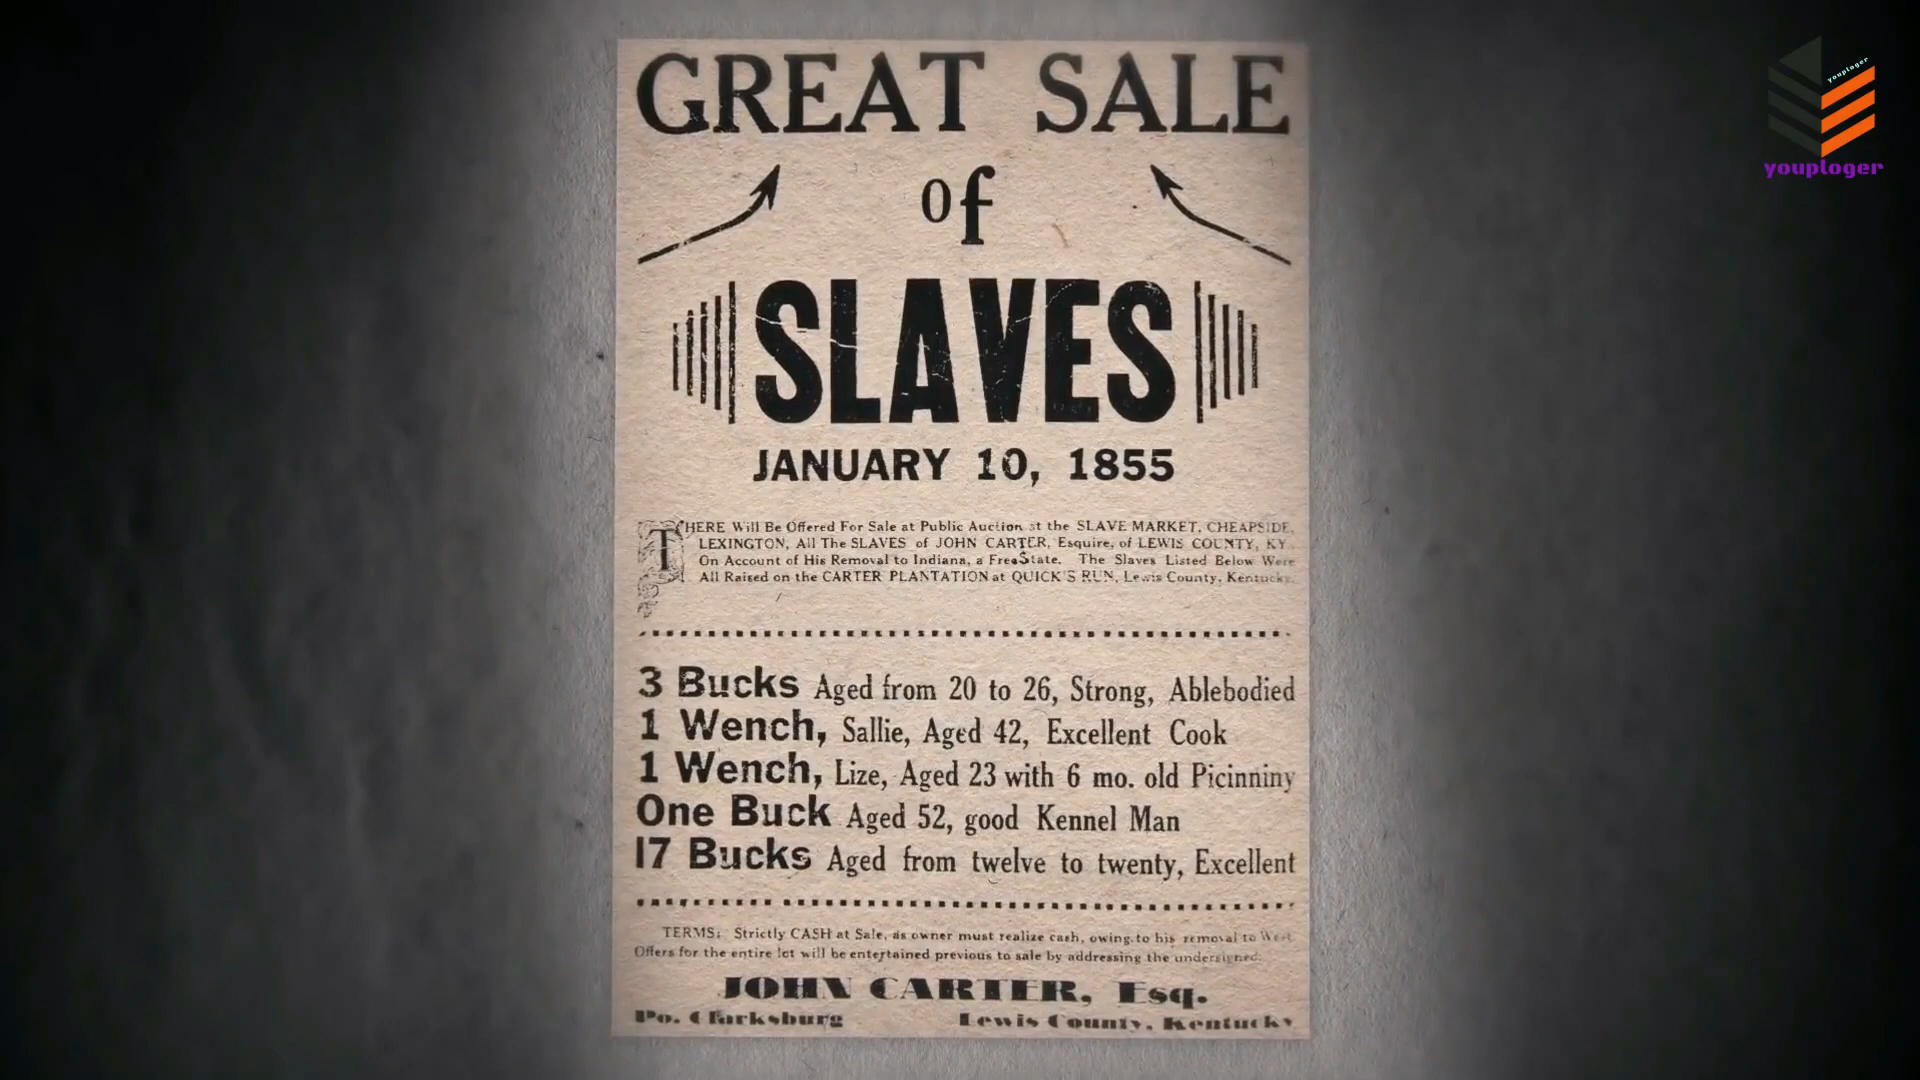 GREAT SALE
of
SLAVES
JANUARY 10, 1855
THERE Will Be Offered For Sale at Public Auction at the SLAVE MARKET, CHEAPSIDE,
LEXINGTON, All The SLAVES of JOHN CARTER, Esquire, of LEWIS COUNTY, KY.
On Account of His Removal to Indiana, a Free State. The Slaves Listed Below Were
All Raised on the CARTER PLANTATION at QUICK'S RUN, Lewis County, Kentucky.
3 Bucks Aged from 20 to 26, Strong, Ablebodied
1 Wench, Sallie, Aged 42, Excellent Cook
1 Wench, Lize, Aged 23 with 6 mo. old Picinniny
One Buck Aged 52, good Kennel Man
17 Bucks Aged from twelve to twenty, Excellent
TERMS: Strictly CASH at Sale, as owner must realize cash, owing to his removal to West.
Offers for the entire lot will be entertained previous to sale by addressing the undersigned.
JOHN CARTER, Esq.
Po. Clarksburg Lewis County, Kentucky
youploger
youploger